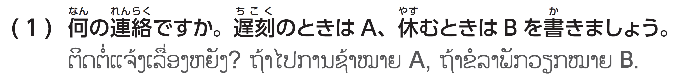 (1) 何の連絡ですか。遅刻のときは A、休むときは B を書きましょう。
ຕິດຕໍ່ແຈ້ງເລື່ອງຫຍັງ? ຖ້າໄປການຊ້າໝາຍ A, ຖ້າຂໍລາພັກວຽກໝາຍ B.